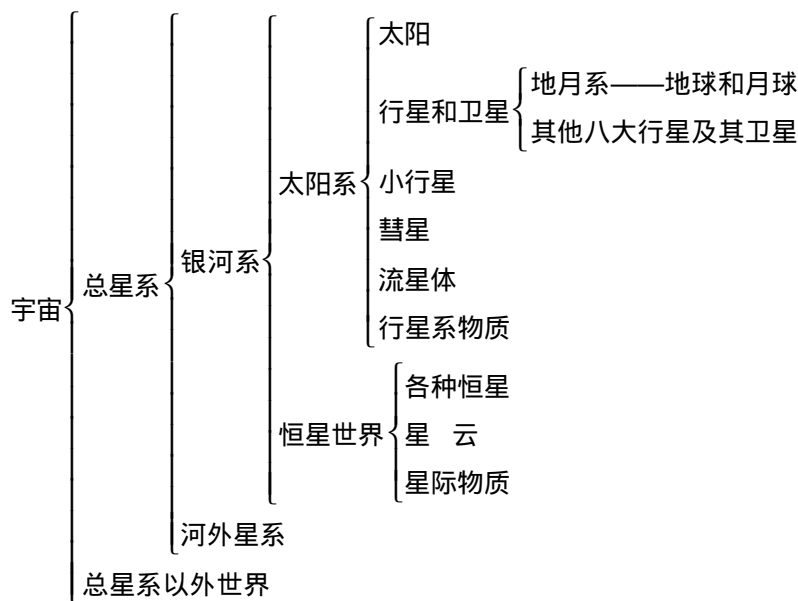 太阳
地月系——地球和月球
行星和卫星
其他八大行星及其卫星
太阳系
小行星
彗星
银河系
总星系
流星体
宇宙
行星系物质
各种恒星
恒星世界
星 云
星际物质
河外星系
总星系以外世界